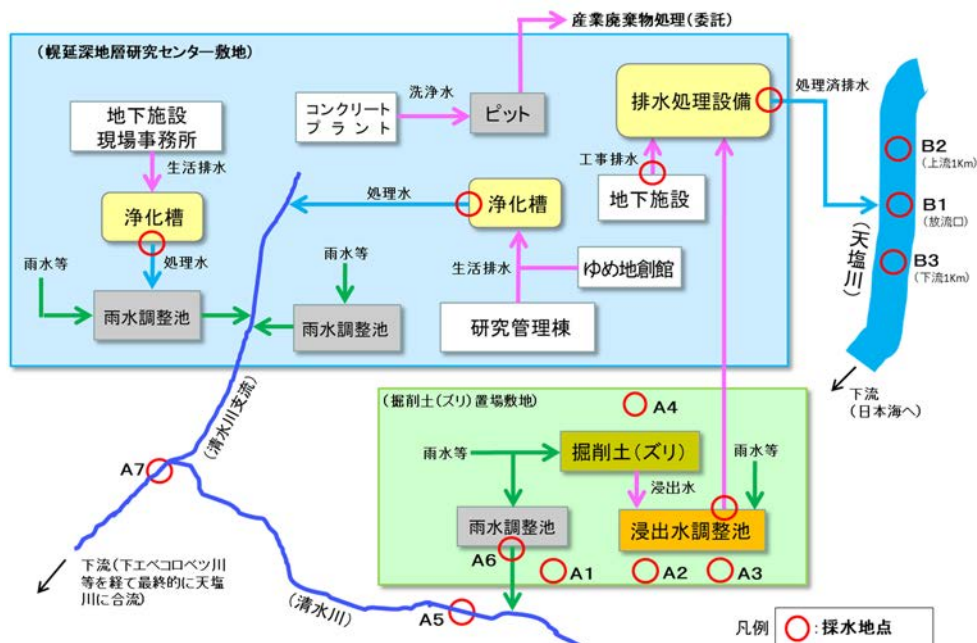 産業廃棄物処理(委託)
(幌延深地層研究センター敷地)
地下施設
現場事務所
生活排水
浄化槽
処理水
雨水等
雨水調整池
コンクリート
プラント
洗浄水
ピット
処理水
浄化槽
雨水等
雨水調整池
生活排水
ゆめ地創館
研究管理棟
排水処理設備
工事排水
地下施設
処理済排水
B2
(上流1Km)
B1
(放流口)
B3
(下流1Km)
(天塩川)
下流
(日本海へ)
(清水川支流)
A7
下流(下エベコロベツ川
等を経て最終的に天塩
川に合流)
(清水川)
A5
(掘削土(ズリ)置場敷地)
A4
雨水等
掘削土(ズリ)
雨水等
浸出水
雨水調整池
A6
浸出水調整池
A1
A2
A3
凡例 :採水地点